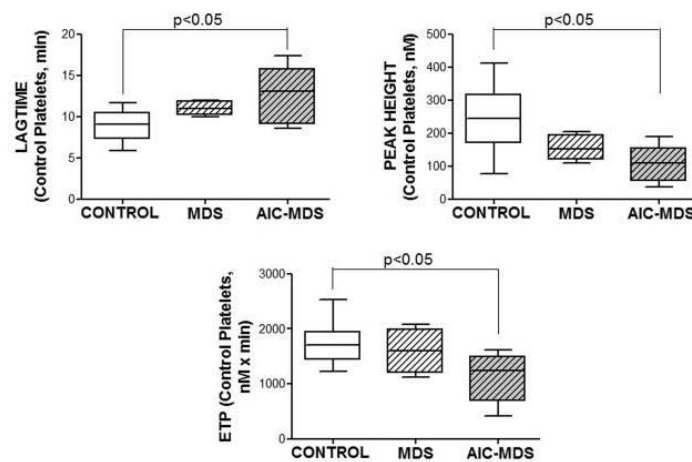 p<0.05
LAGTIME
(Control Platelets, min)
20
15
10
5
0
CONTROL MDS AIC-MDS
p<0.05
PEAK HEIGHT
(Control Platelets, nM)
500
400
300
200
100
0
CONTROL MDS AIC-MDS
p<0.05
ETP (Control Platelets,
nM x min)
3000
2000
1000
0
CONTROL MDS AIC-MDS